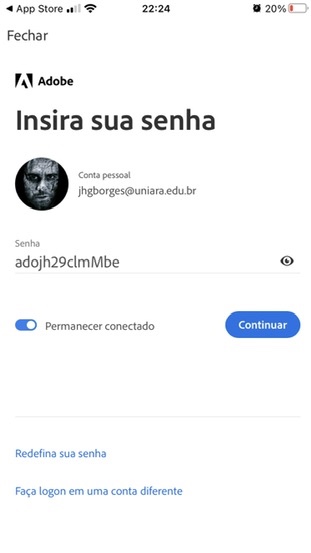 App Store 22:24 20%
Fechar
Adobe
Insira sua senha
Conta pessoal
jhgborges@uniara.edu.br
Senha
adojh29clmMbe
Permanecer conectado Continuar
Redefina sua senha
Faça logon em uma conta diferente